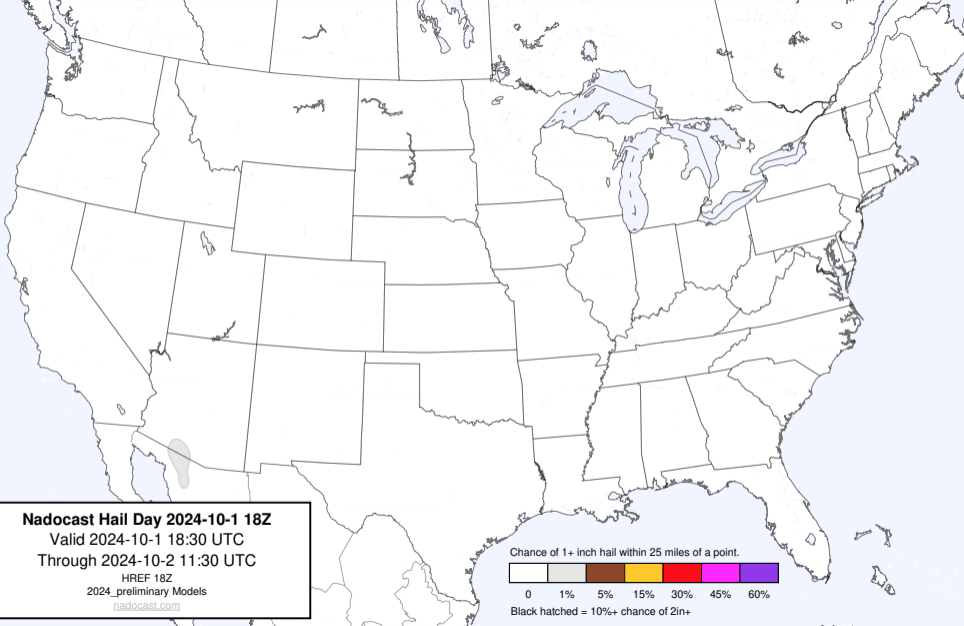 Nadocast Hail Day 2024-10-1 18Z
Valid 2024-10-1 18:30 UTC
Through 2024-10-2 11:30 UTC
HREF 18Z
2024_preliminary Models
nadocast.com
Chance of 1+ inch hail within 25 miles of a point.
0 1% 5% 15% 30% 45% 60%
Black hatched = 10%+ chance of 2in+